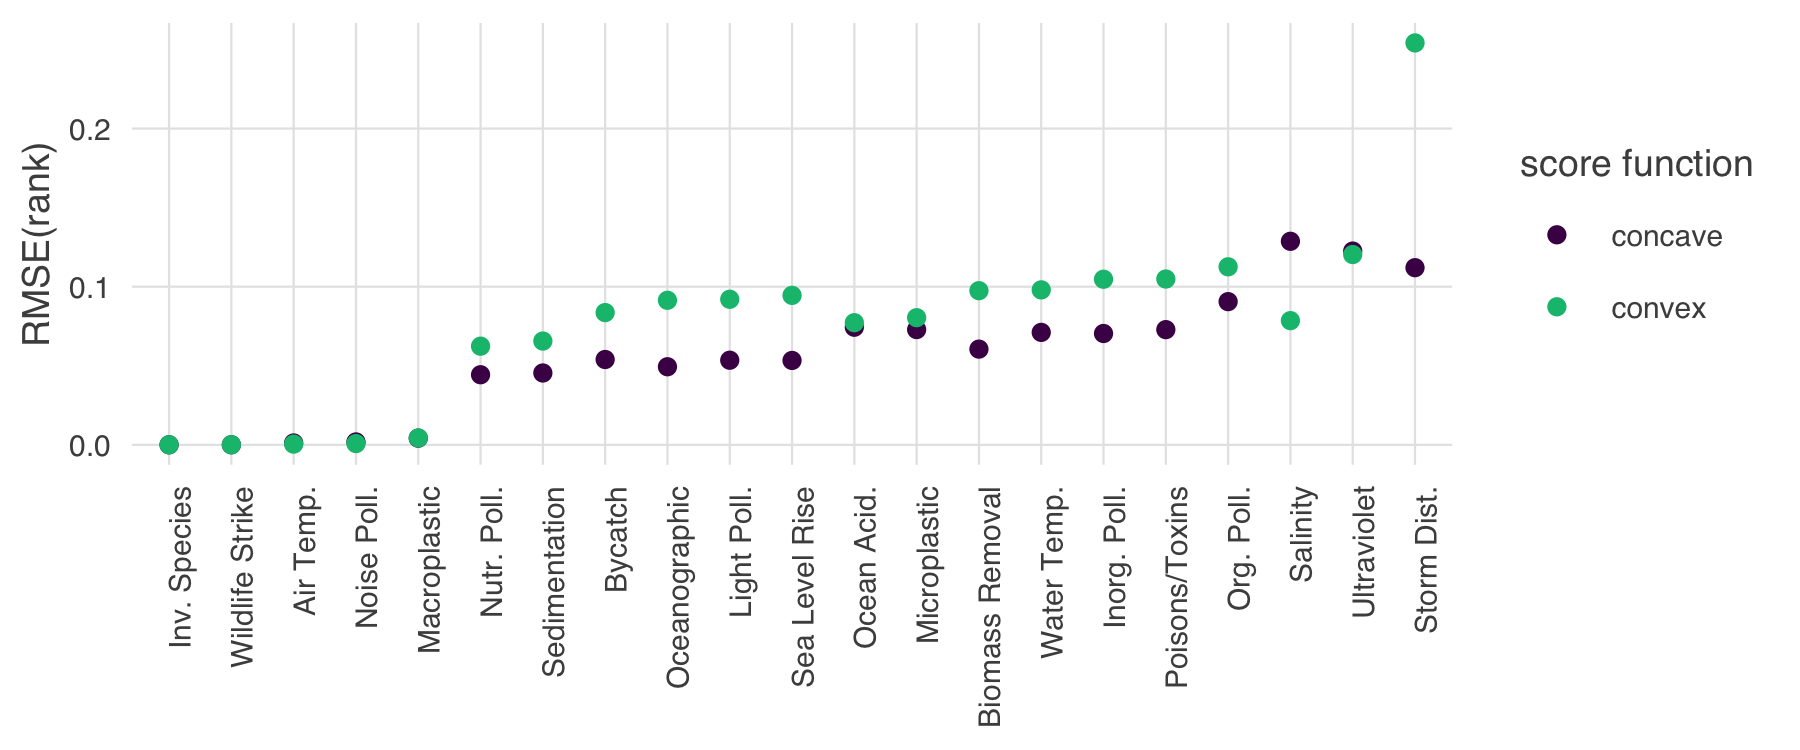 RMSE(rank)
0.2
0.1
0.0
Inv. Species
Wildlife Strike
Air Temp.
Noise Poll.
Macroplastic
Nutr. Poll.
Sedimentation
Bycatch
Oceanographic
Light Poll.
Sea Level Rise
Ocean Acid.
Microplastic
Biomass Removal
Water Temp.
Inorg. Poll.
Poisons/Toxins
Org. Poll.
Salinity
Ultraviolet
Storm Dist.
score function
concave
convex